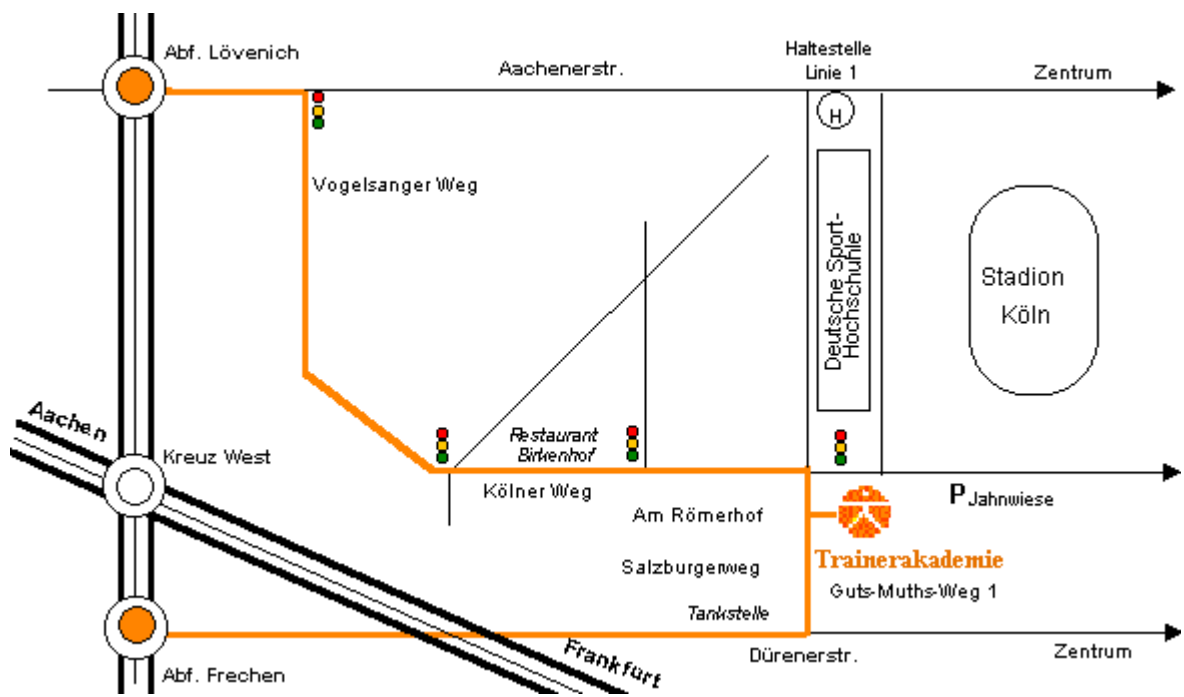 Abf. Lövenich
Aachenerstr.
Haltestelle
Linie 1
Zentrum
H
Vogelsanger Weg
Deutsche Sport-
Hochschuhle
Stadion
Köln
Aachen
Kreuz West
Restaurant
Birkenhof
Kölner Weg
P Jahnwiese
Am Römerhof
Trainerakademie
Salzburgerweg
Guts-Muths-Weg 1
Tankstelle
Frankfurt
Dürenerstr.
Zentrum
Abf. Frechen